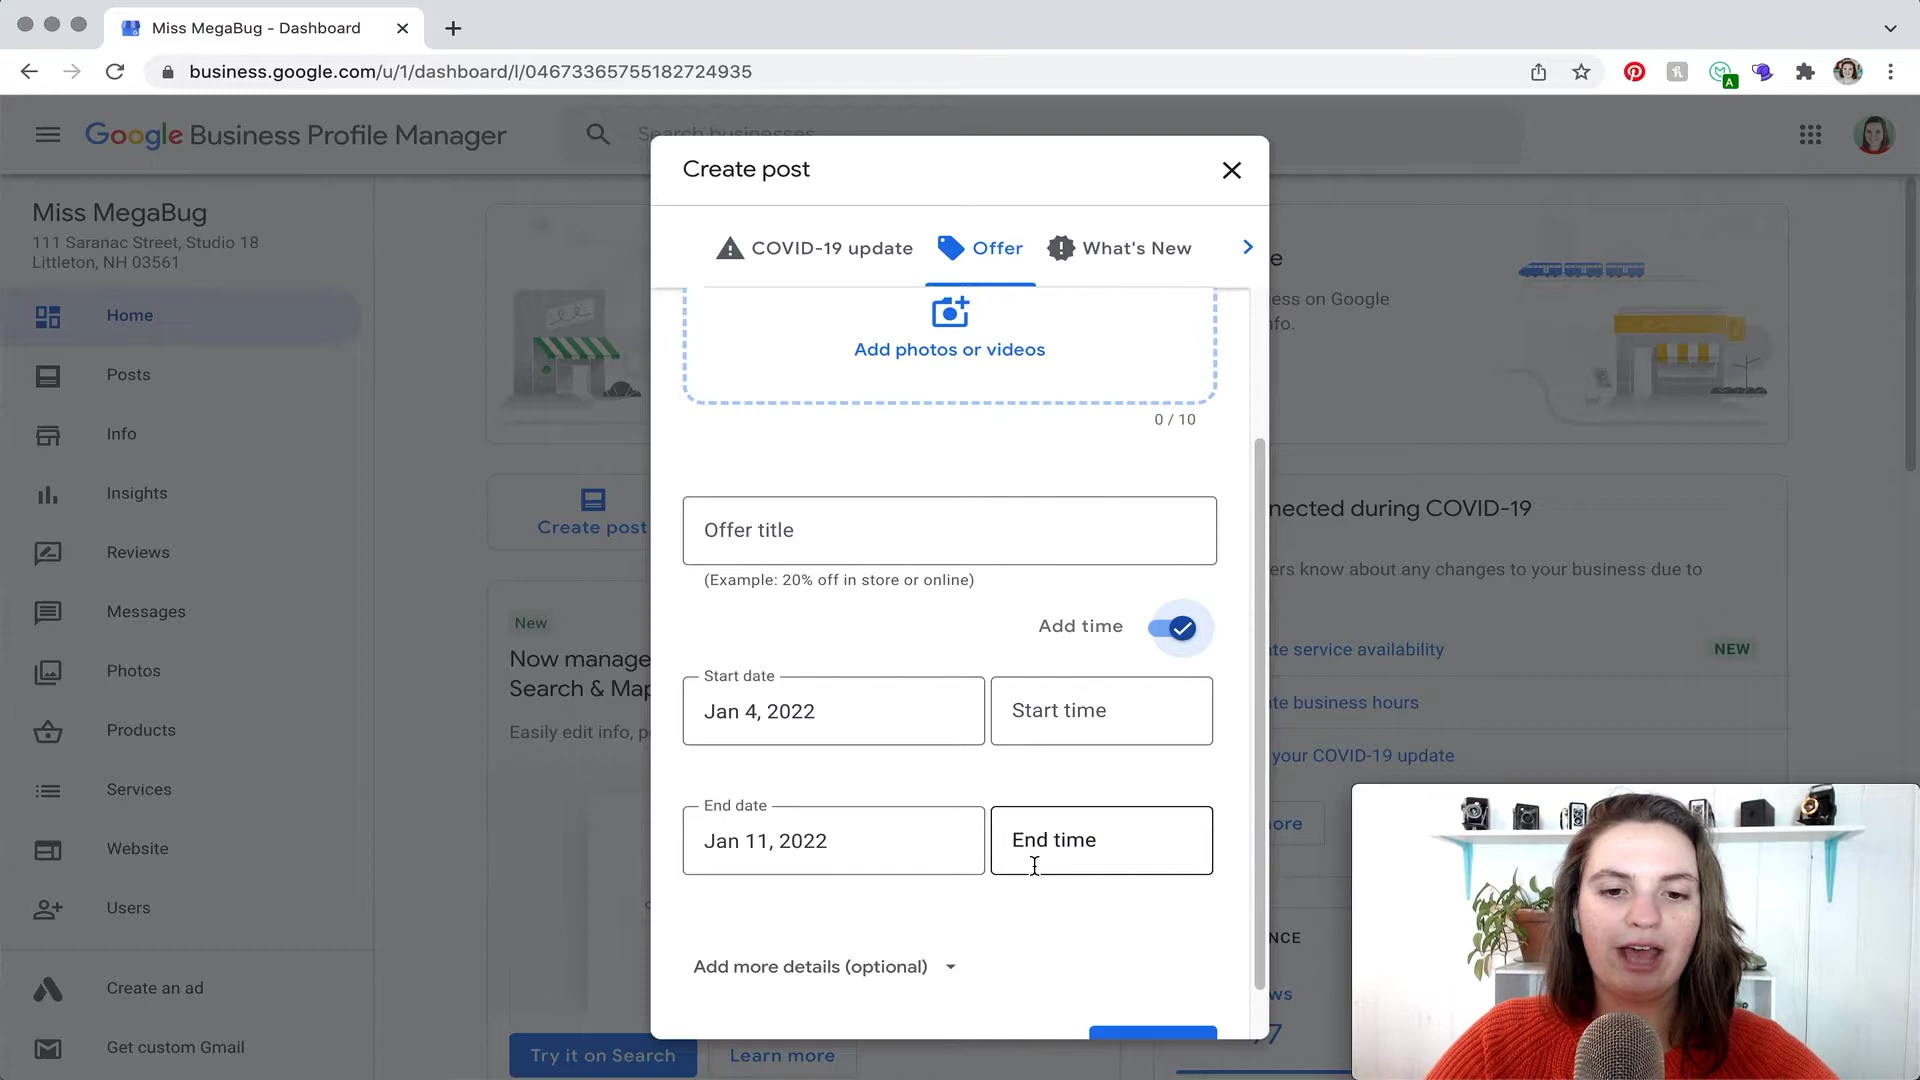 Miss MegaBug - Dashboard
business.google.com/u/1/dashboard/l/04673365755182724935
A
Google Business Profile Manager
Search businesses
Miss MegaBug
111 Saranac Street, Studio 18
Littleton, NH 03561
Home
Posts
Info
Insights
Reviews
Messages
Photos
Products
Services
Website
Users
Create an ad
Get custom Gmail
Create post
New
Now manage
Search & Map
Easily edit info, p
Try it on Search
Learn more
Create post
COVID-19 update
Offer
What's New
Add photos or videos
0 / 10
Offer title
(Example: 20% off in store or online)
Add time
Start date
Jan 4, 2022
Start time
End date
Jan 11, 2022
End time
Add more details (optional)
e
ess on Google
nfo.
nected during COVID-19
ers know about any changes to your business due to
te service availability
NEW
te business hours
your COVID-19 update
ore
NCE
ws
77